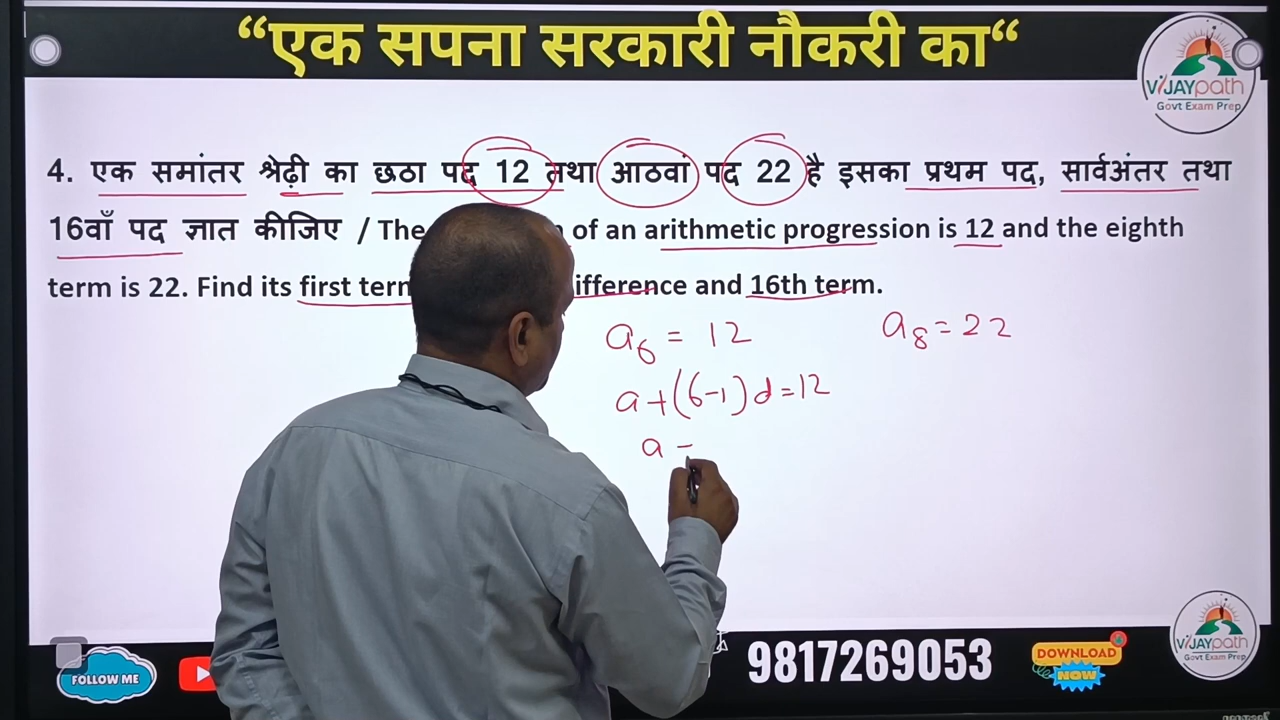 “एक सपना सरकारी नौकरी का“
VIJAYpath
Govt Exam Prep
4. एक समांतर श्रेढ़ी का छठा पद 12 तथा आठवां पद 22 है इसका प्रथम पद, सार्वअंतर तथा
16वाँ पद ज्ञात कीजिए / The of an arithmetic progression is 12 and the eighth
term is 22. Find its first and 16th term.
a6 = 12 a8 = 22
a+(6-1)d=12
a
FOLLOW ME
9817269053
DOWNLOAD
NOW
VIJAYpath
Govt Exam Prep